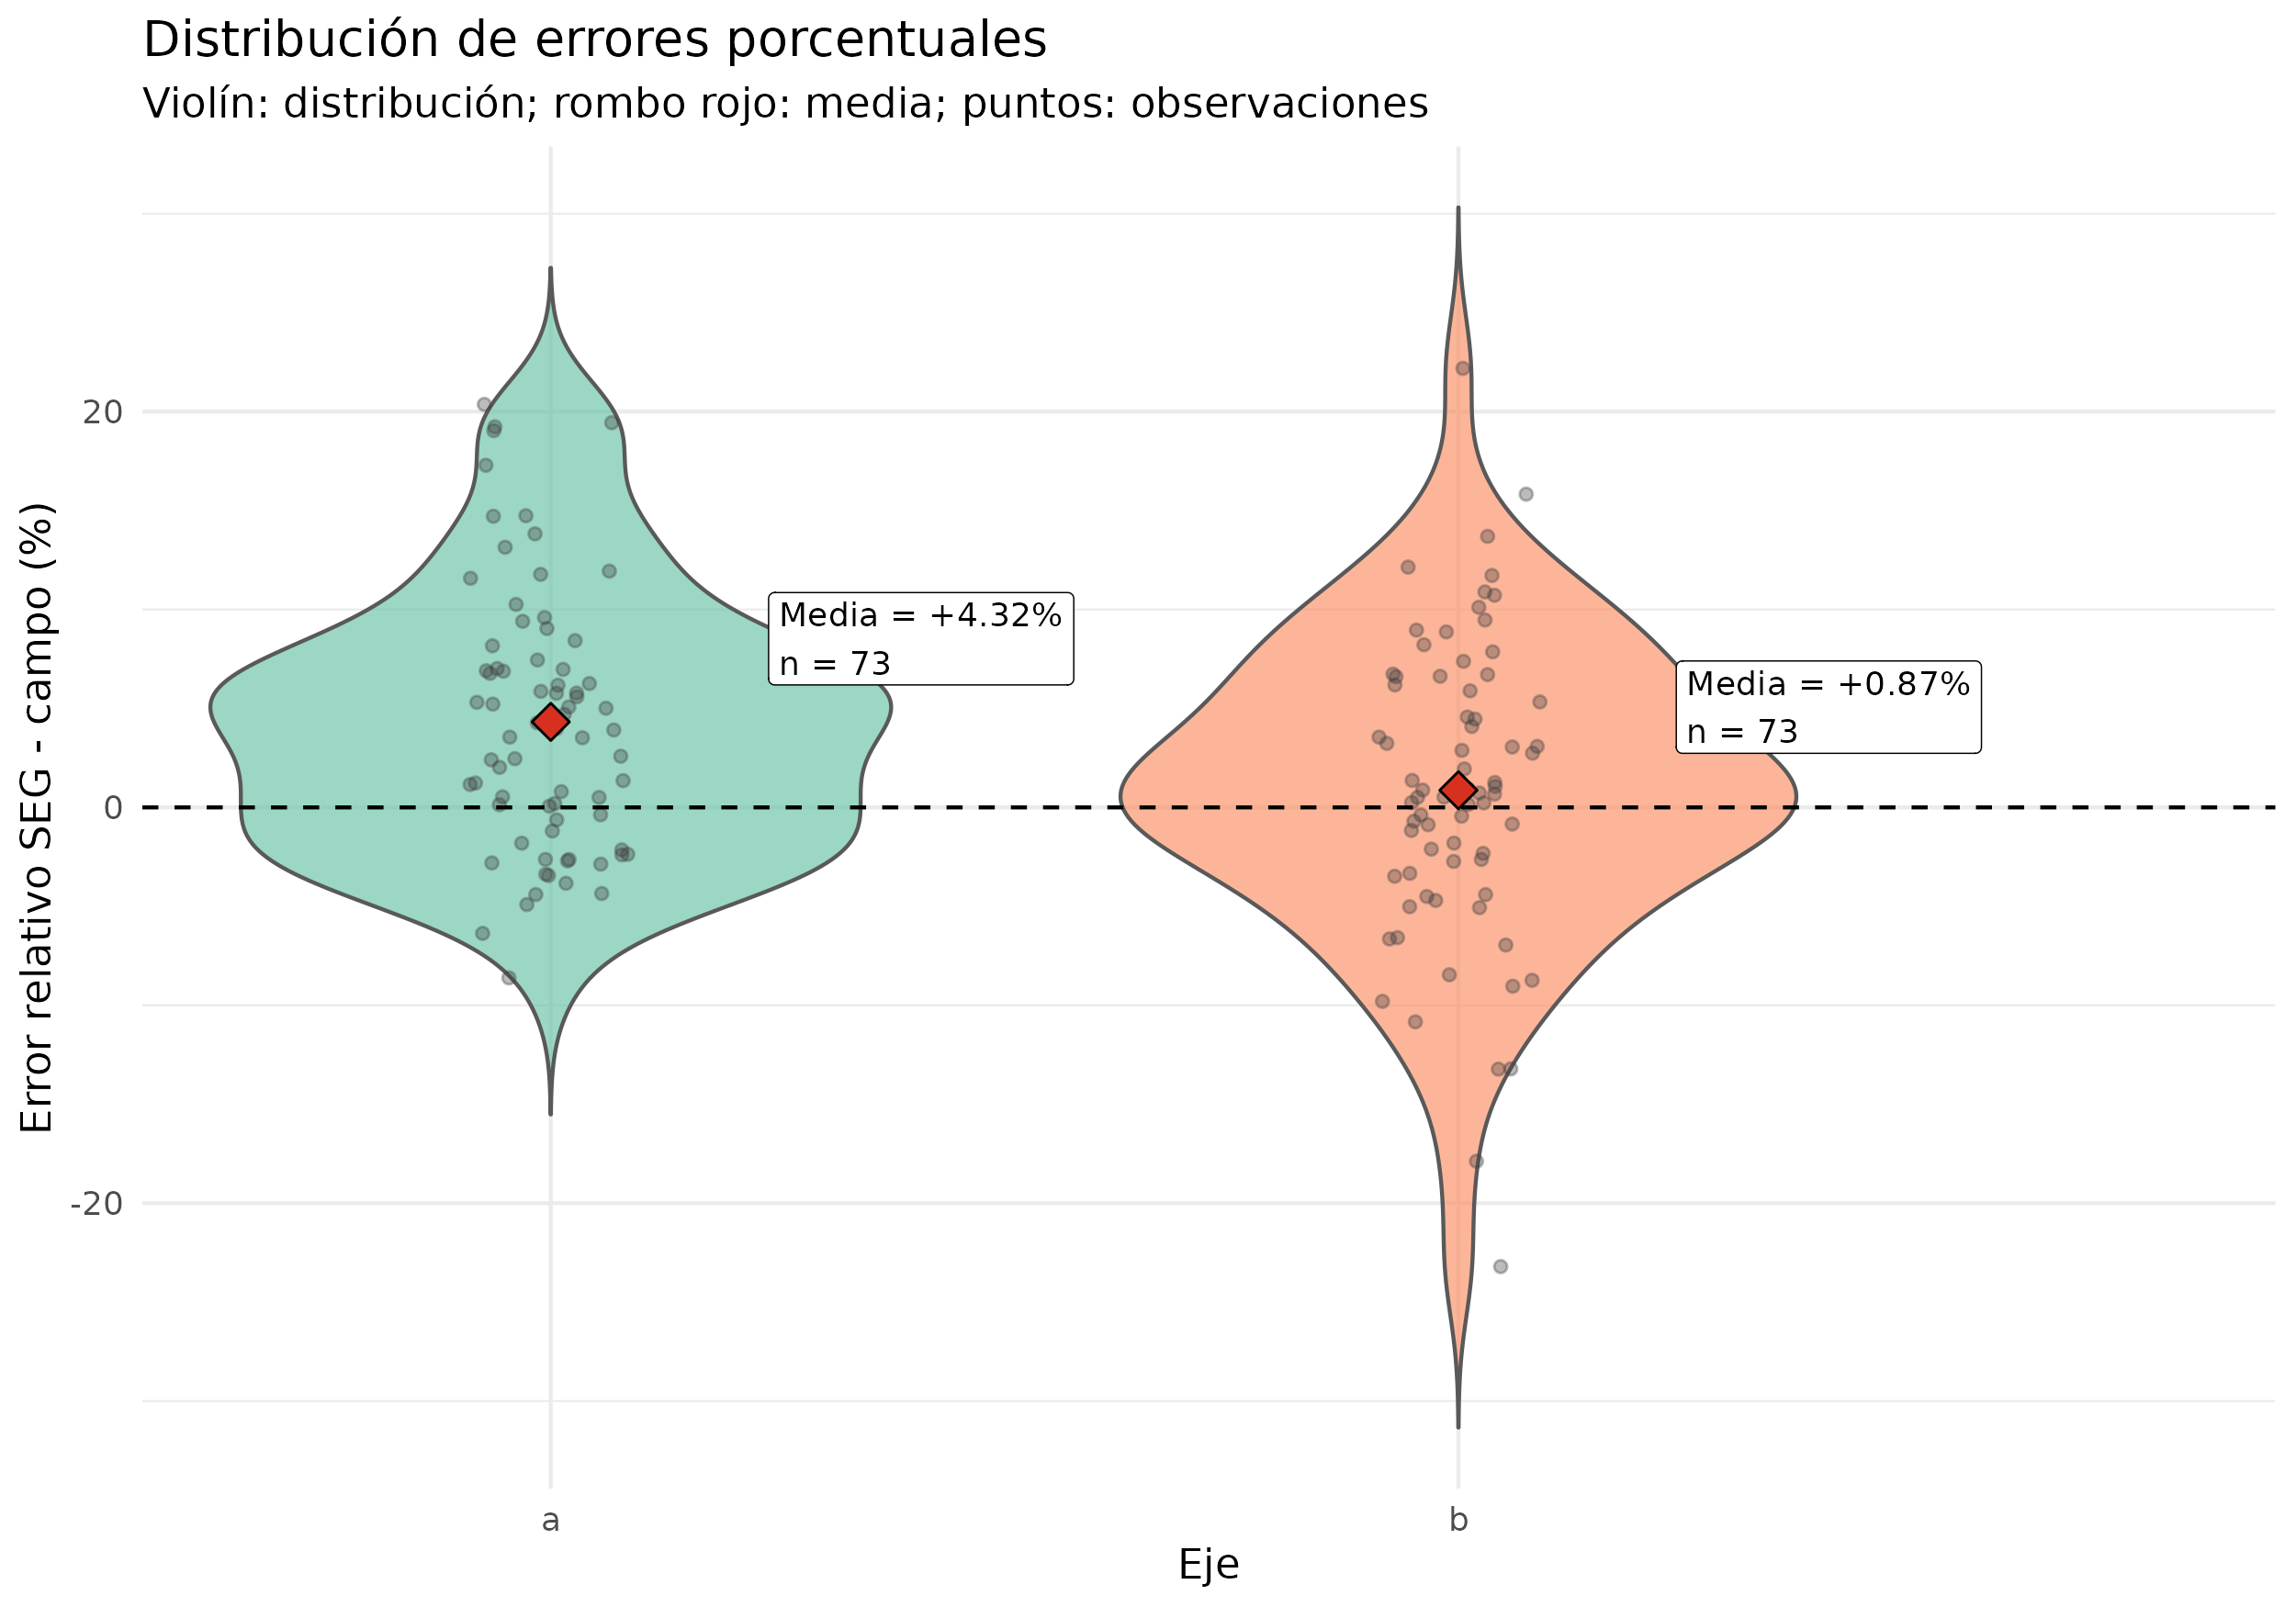 Distribución de errores porcentuales
Violín: distribución; rombo rojo: media; puntos: observaciones
Error relativo SEG - campo (%)
20
0
-20
Media = +4.32%
n = 73
Media = +0.87%
n = 73
a
b
Eje